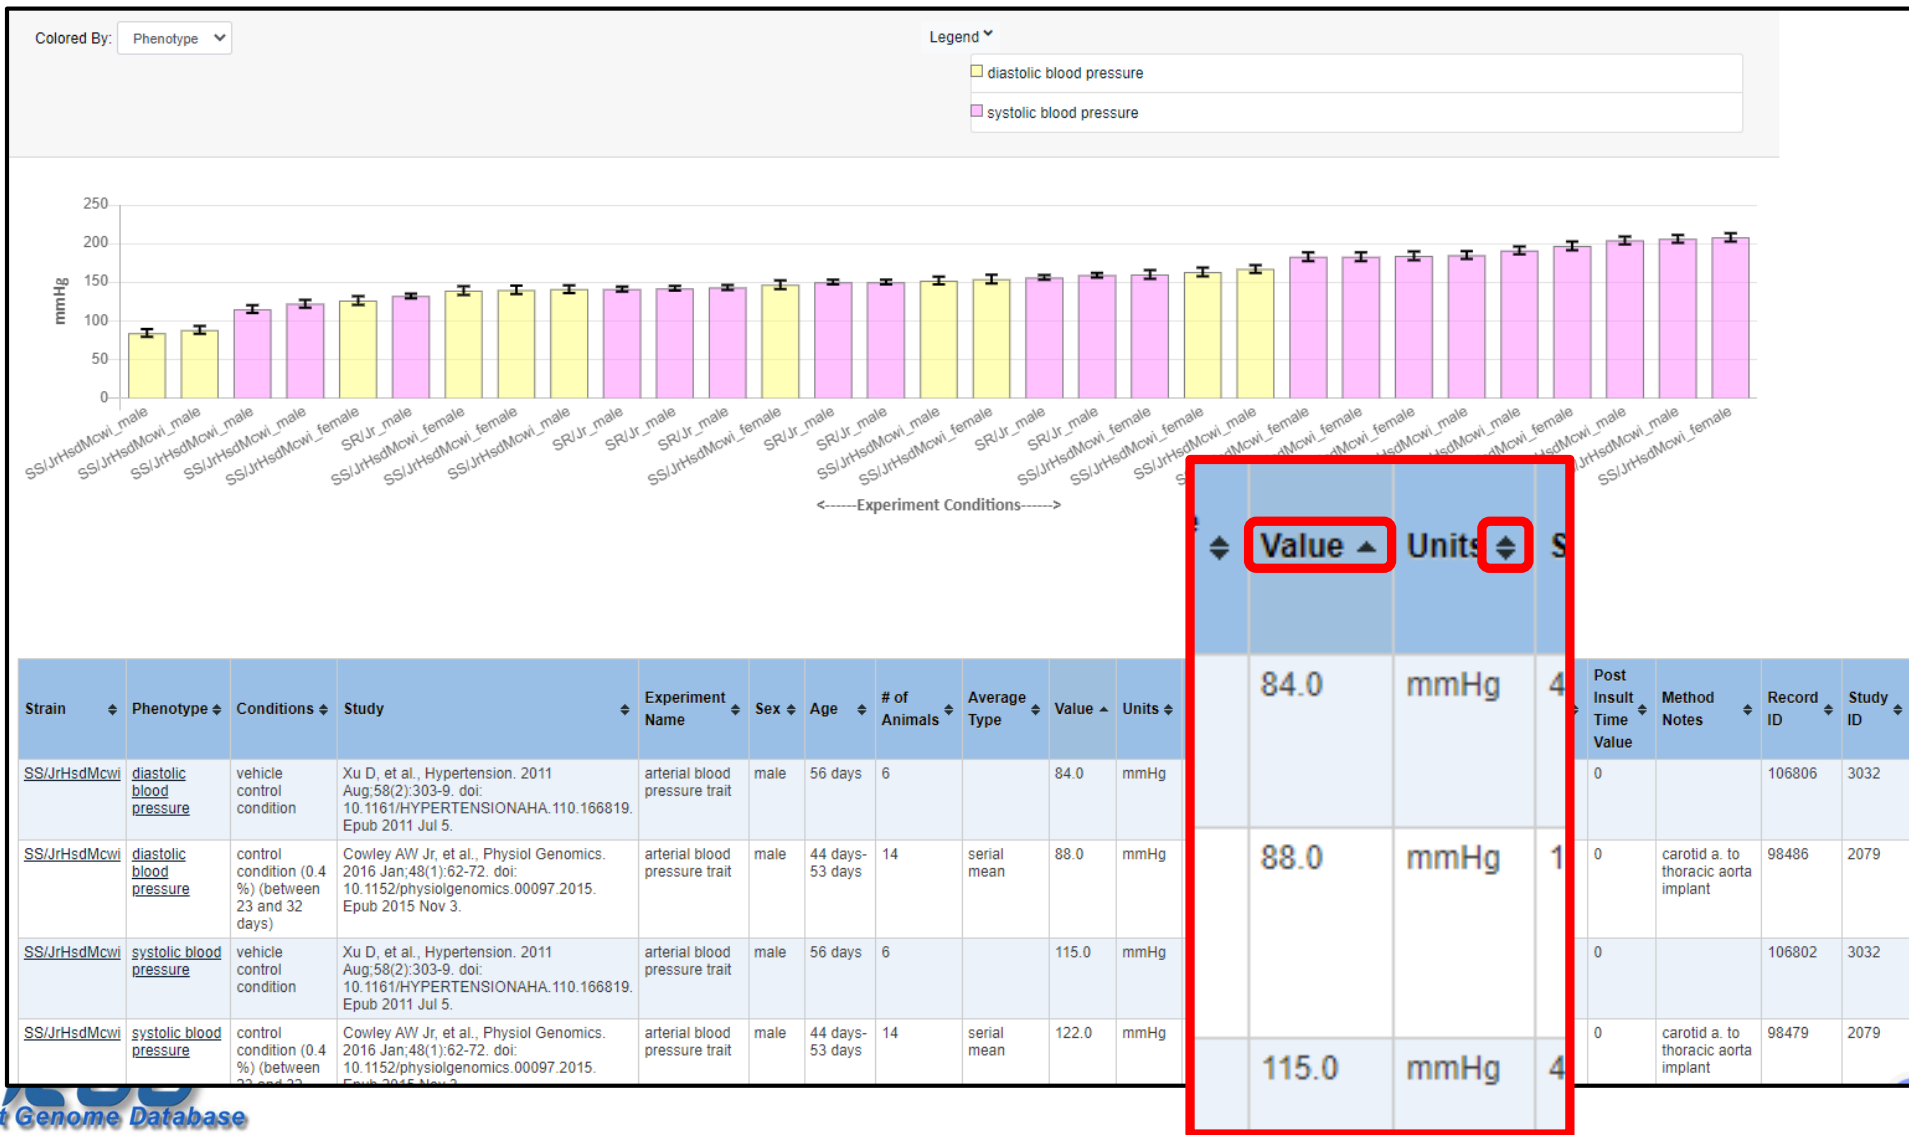 Colored By: Phenotype
Legend
diastolic blood pressure
systolic blood pressure
250
200
150
100
50
0
mmHg
SS/JrHsdMcwi_male
SS/JrHsdMcwi_male
SS/JrHsdMcwi_male
SS/JrHsdMcwi_male
SS/JrHsdMcwi_female
SR/Jr_male
SS/JrHsdMcwi_female
SS/JrHsdMcwi_female
SS/JrHsdMcwi_male
SR/Jr_male
SR/Jr_male
SR/Jr_male
SS/JrHsdMcwi_female
SR/Jr_male
SR/Jr_male
SS/JrHsdMcwi_male
SS/JrHsdMcwi_female
SR/Jr_male
SR/Jr_male
SS/JrHsdMcwi_female
SS/JrHsdMcwi_female
SS/JrHsdMcwi_male
SS/JrHsdMcwi_female
<------Experiment Conditions------>
Value Units
84.0 mmHg 4
88.0 mmHg 1
115.0 mmHg 4
Strain Phenotype Conditions Study Experiment Name Sex Age # of Animals Average Type Value Units Post Insult Time Value Method Notes Record ID Study ID
SS/JrHsdMcwi diastolic blood pressure vehicle control condition Xu D, et al., Hypertension. 2011 Aug;58(2):303-9. doi: 10.1161/HYPERTENSIONAHA.110.166819. Epub 2011 Jul 5. arterial blood pressure trait male 56 days 6 84.0 mmHg 0 106806 3032
SS/JrHsdMcwi diastolic blood pressure control condition (0.4 %) (between 23 and 32 days) Cowley AW Jr, et al., Physiol Genomics. 2016 Jan;48(1):62-72. doi: 10.1152/physiolgenomics.00097.2015. Epub 2015 Nov 3. arterial blood pressure trait male 44 days-53 days 14 serial mean 88.0 mmHg 0 carotid a. to thoracic aorta implant 98486 2079
SS/JrHsdMcwi systolic blood pressure vehicle control condition Xu D, et al., Hypertension. 2011 Aug;58(2):303-9. doi: 10.1161/HYPERTENSIONAHA.110.166819. Epub 2011 Jul 5. arterial blood pressure trait male 56 days 6 115.0 mmHg 0 106802 3032
SS/JrHsdMcwi systolic blood pressure control condition (0.4 %) (between Cowley AW Jr, et al., Physiol Genomics. 2016 Jan;48(1):62-72. doi: 10.1152/physiolgenomics.00097.2015. arterial blood pressure trait male 44 days-53 days 14 serial mean 122.0 mmHg 0 carotid a. to thoracic aorta implant 98479 2079
Genome Database